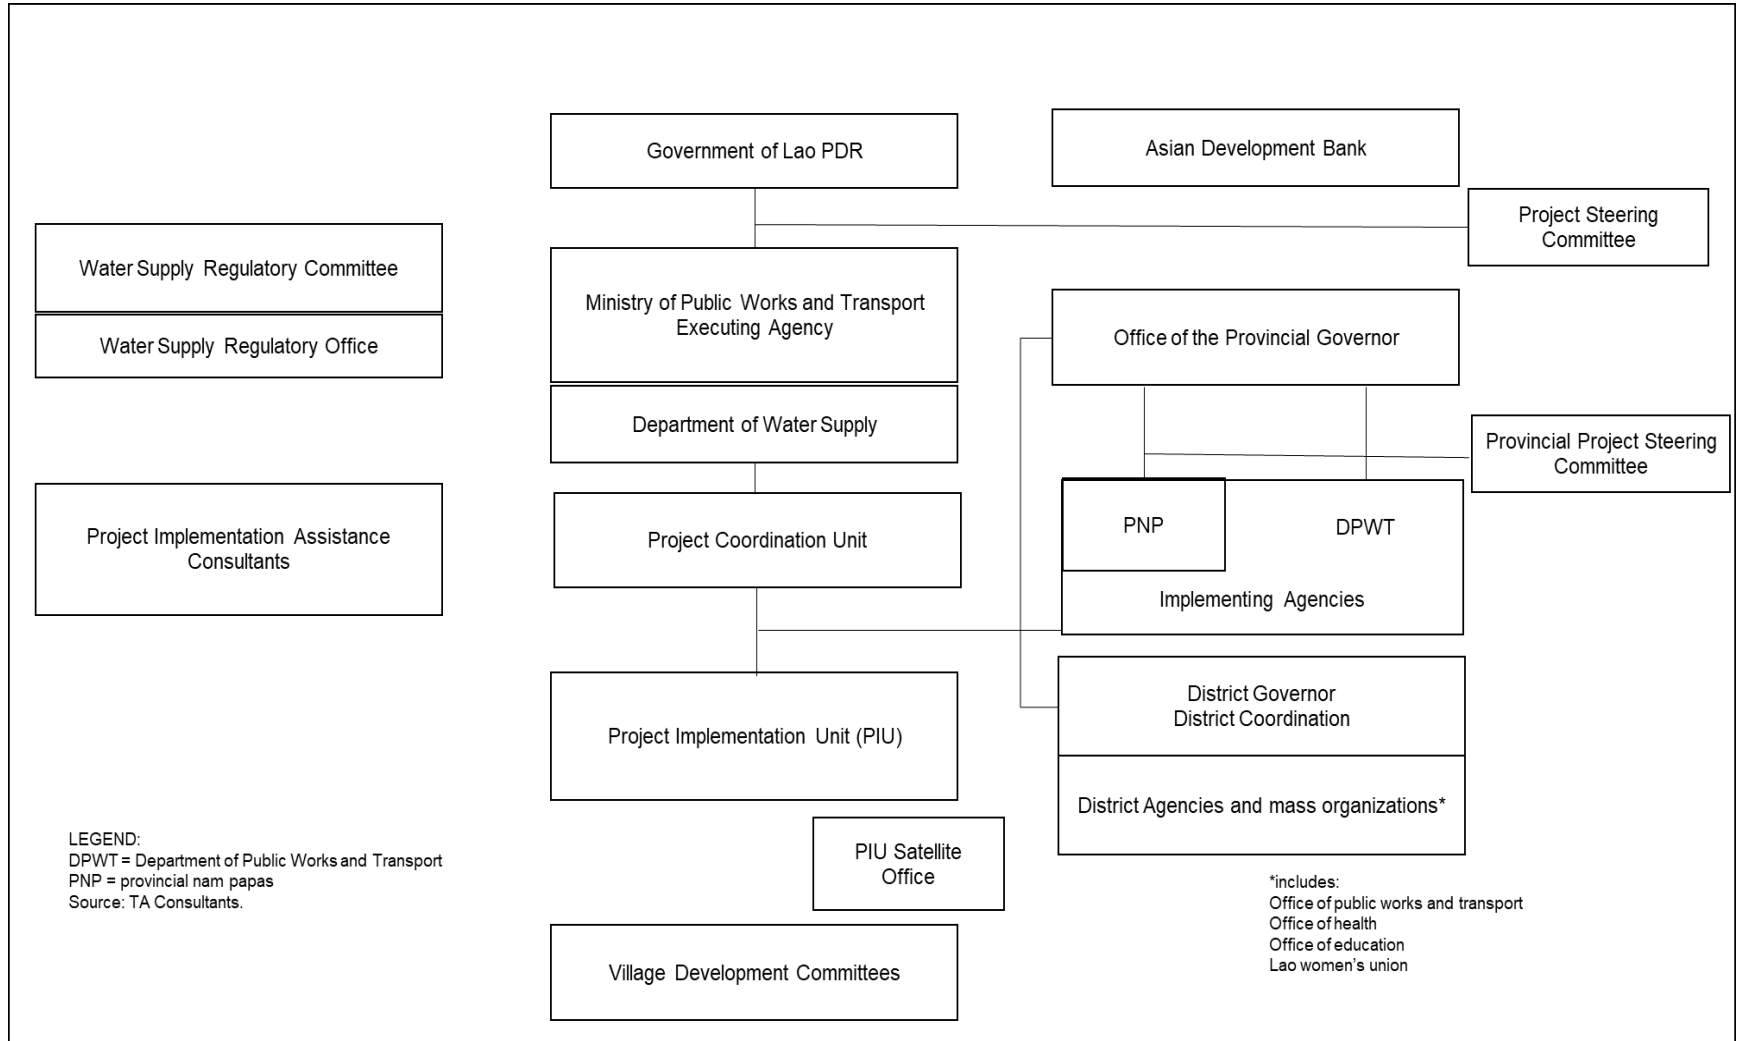 Government of Lao PDR
Asian Development Bank
Project Steering
Committee
Water Supply Regulatory Committee
Water Supply Regulatory Office
Ministry of Public Works and Transport
Executing Agency
Department of Water Supply
Office of the Provincial Governor
Provincial Project Steering
Committee
Project Implementation Assistance
Consultants
Project Coordination Unit
PNP
DPWT
Implementing Agencies
Project Implementation Unit (PIU)
District Governor
District Coordination
District Agencies and mass organizations*
PIU Satellite
Office
Village Development Committees
LEGEND:
DPWT = Department of Public Works and Transport
PNP = provincial nam papas
Source: TA Consultants.
*includes:
Office of public works and transport
Office of health
Office of education
Lao women’s union